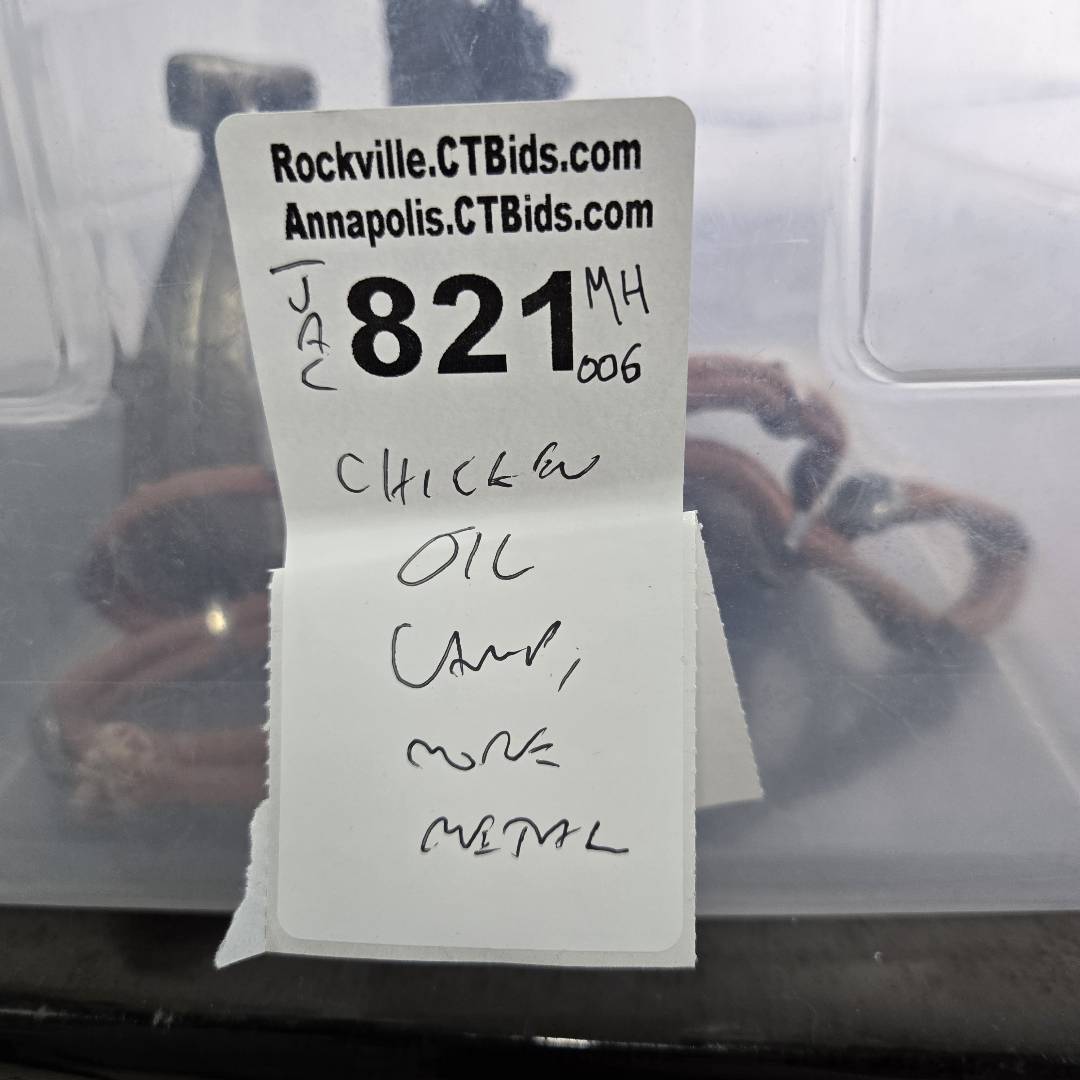 Rockville.CTBids.com
Annapolis.CTBids.com
JAC 821 MH
006
CHICKEN
OIL
LAMP,
MORE
METAL